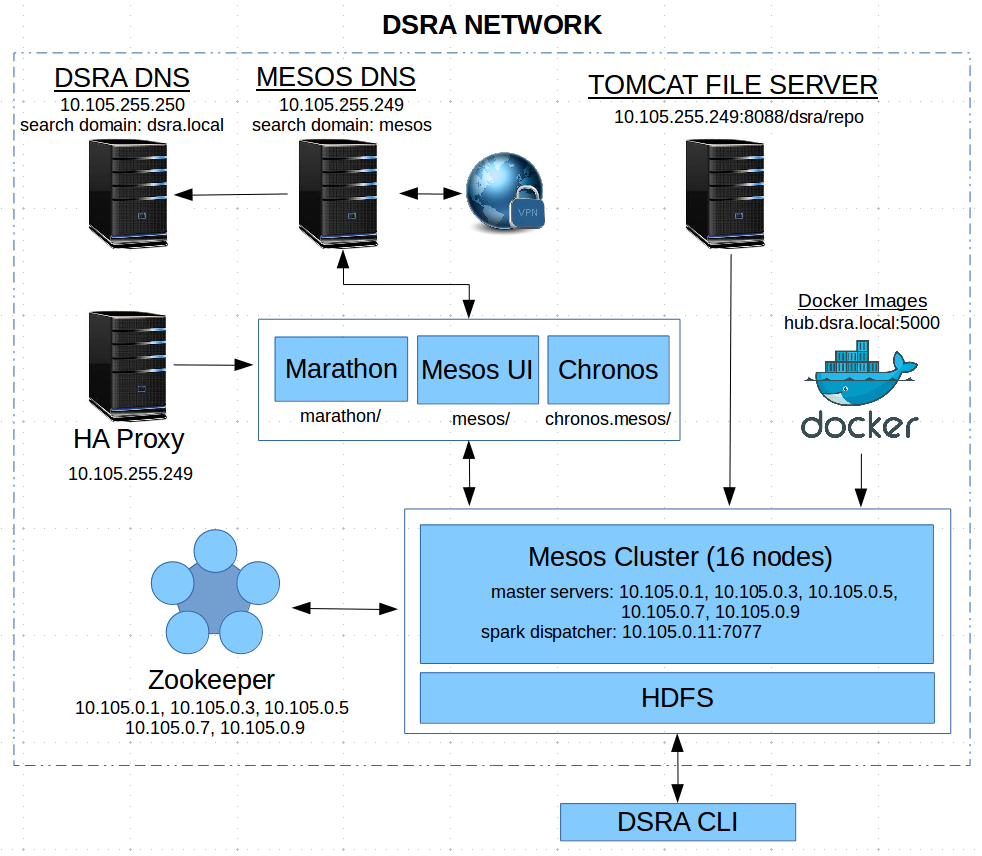 DSRA NETWORK
DSRA DNS
10.105.255.250
search domain: dsra.local
MESOS DNS
10.105.255.249
search domain: mesos
TOMCAT FILE SERVER
10.105.255.249:8088/dsra/repo
VPN
Docker Images
hub.dsra.local:5000
docker
HA Proxy
10.105.255.249
Marathon
marathon/
Mesos UI
mesos/
Chronos
chronos.mesos/
Mesos Cluster (16 nodes)
master servers: 10.105.0.1, 10.105.0.3, 10.105.0.5,
10.105.0.7, 10.105.0.9
spark dispatcher: 10.105.0.11:7077
HDFS
Zookeeper
10.105.0.1, 10.105.0.3, 10.105.0.5
10.105.0.7, 10.105.0.9
DSRA CLI